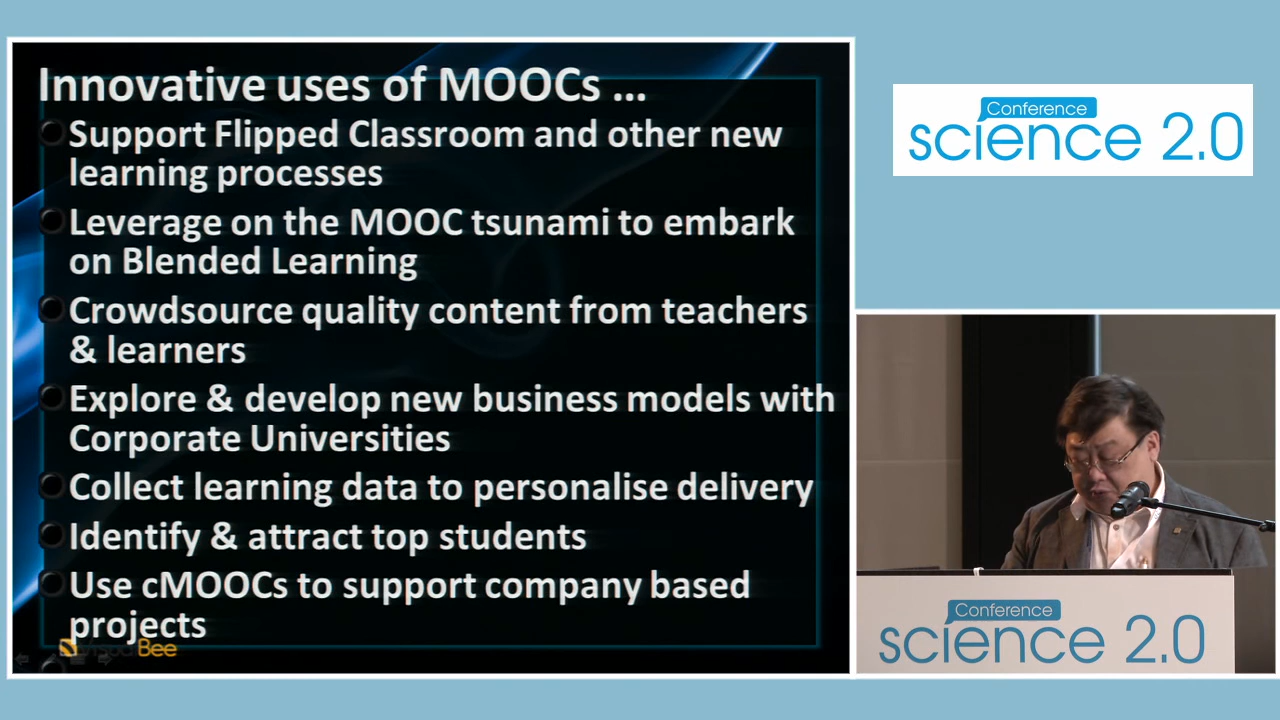 Innovative uses of MOOCs ...
Support Flipped Classroom and other new
learning processes
Leverage on the MOOC tsunami to embark
on Blended Learning
Crowdsource quality content from teachers
& learners
Explore & develop new business models with
Corporate Universities
Collect learning data to personalise delivery
Identify & attract top students
Use cMOOCs to support company based
projects
VisualBee
Conference
science 2.0
Conference
science 2.0